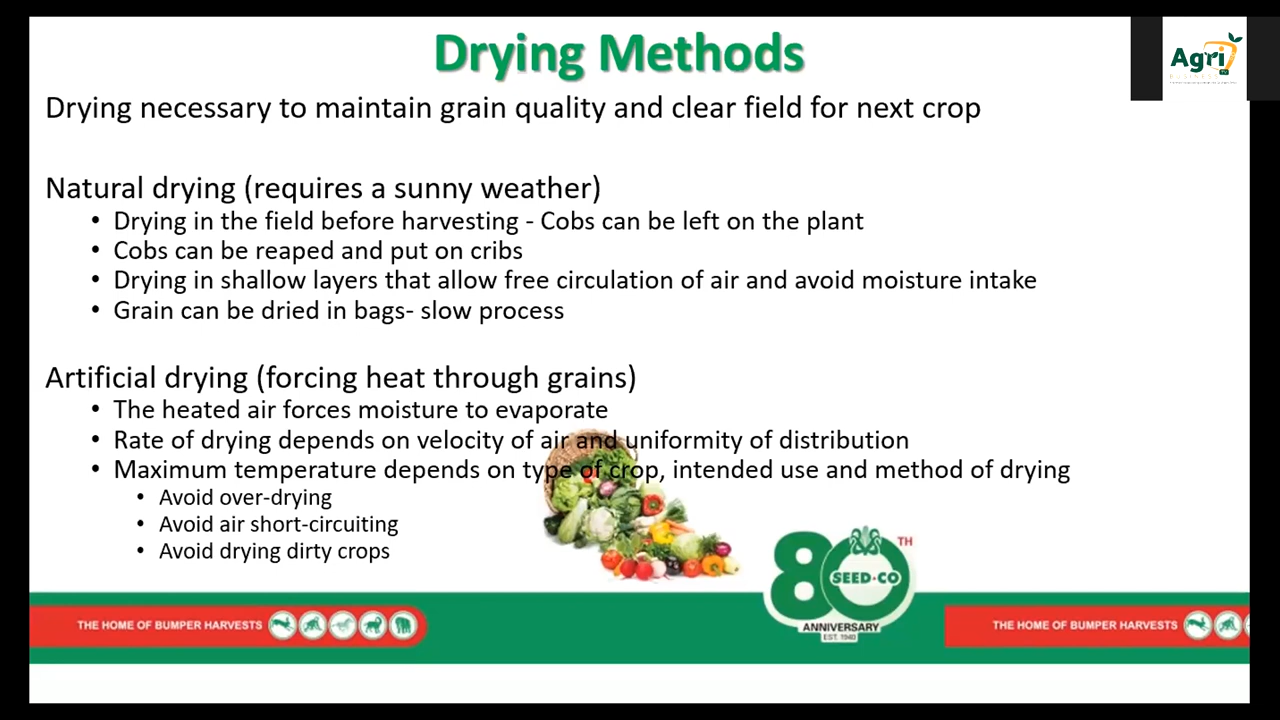 Drying Methods
Agri
BUSINESS
Drying necessary to maintain grain quality and clear field for next crop
Natural drying (requires a sunny weather)
• Drying in the field before harvesting - Cobs can be left on the plant
• Cobs can be reaped and put on cribs
• Drying in shallow layers that allow free circulation of air and avoid moisture intake
• Grain can be dried in bags- slow process
Artificial drying (forcing heat through grains)
• The heated air forces moisture to evaporate
• Rate of drying depends on velocity of air and uniformity of distribution
• Maximum temperature depends on type of crop, intended use and method of drying
• Avoid over-drying
• Avoid air short-circuiting
• Avoid drying dirty crops
80TH
SEED·CO
ANNIVERSARY
EST. 1940
THE HOME OF BUMPER HARVESTS
THE HOME OF BUMPER HARVESTS